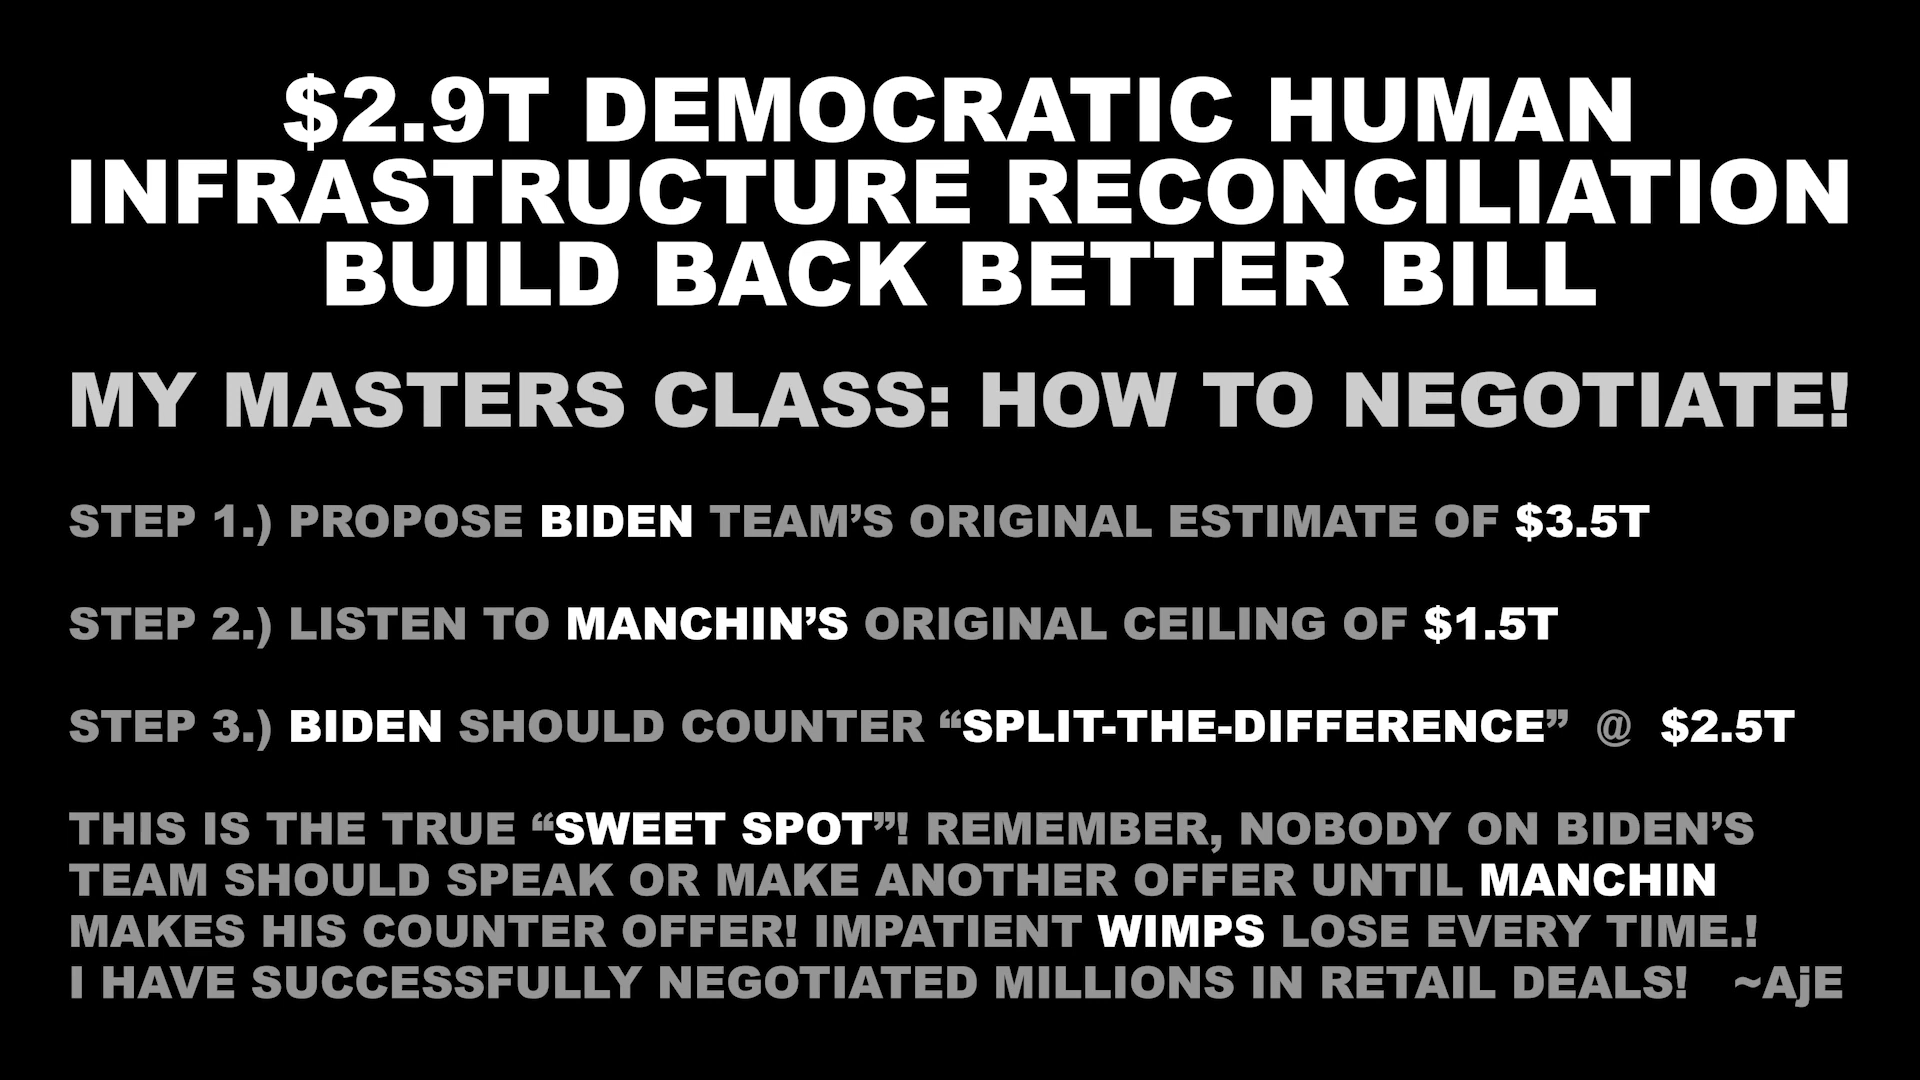 $2.9T DEMOCRATIC HUMAN
INFRASTRUCTURE RECONCILIATION
BUILD BACK BETTER BILL
MY MASTERS CLASS: HOW TO NEGOTIATE!
STEP 1.) PROPOSE BIDEN TEAM’S ORIGINAL ESTIMATE OF $3.5T
STEP 2.) LISTEN TO MANCHIN’S ORIGINAL CEILING OF $1.5T
STEP 3.) BIDEN SHOULD COUNTER “SPLIT-THE-DIFFERENCE” @ $2.5T
THIS IS THE TRUE “SWEET SPOT”! REMEMBER, NOBODY ON BIDEN’S
TEAM SHOULD SPEAK OR MAKE ANOTHER OFFER UNTIL MANCHIN
MAKES HIS COUNTER OFFER! IMPATIENT WIMPS LOSE EVERY TIME.!
I HAVE SUCCESSFULLY NEGOTIATED MILLIONS IN RETAIL DEALS! ~AjE